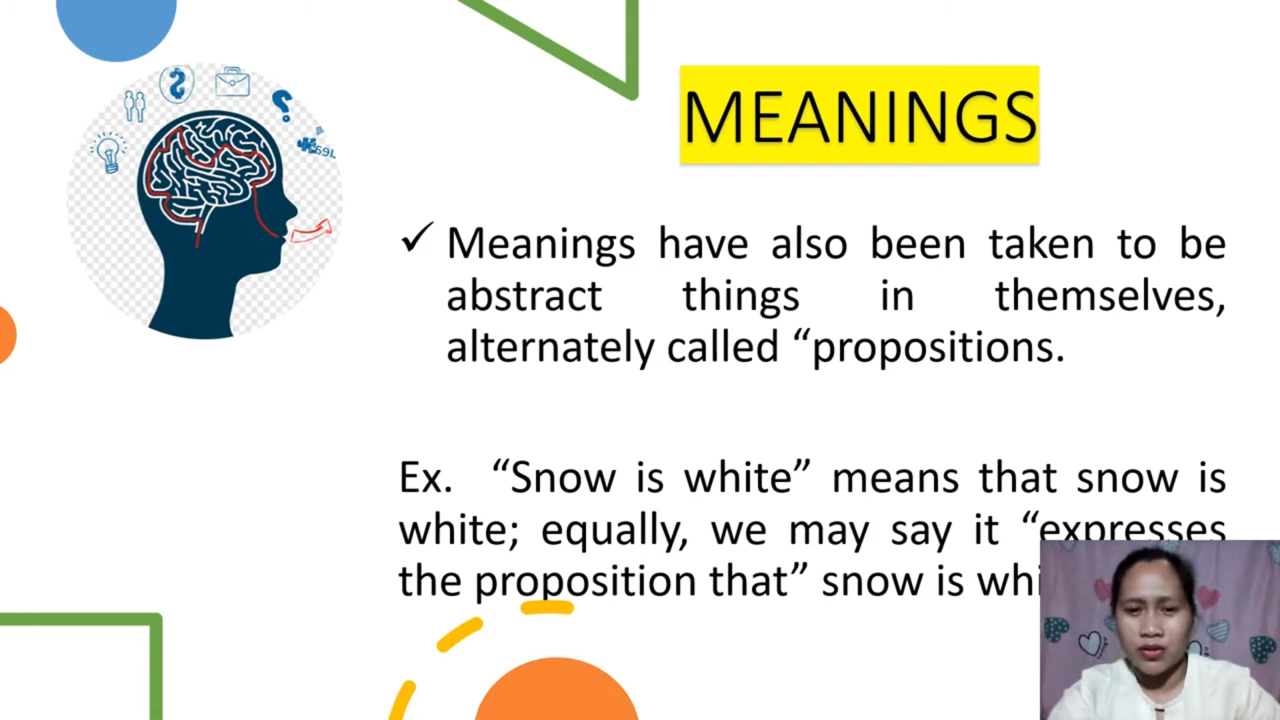 MEANINGS
✓ Meanings have also been taken to be
abstract things in themselves,
alternately called “propositions.
Ex. “Snow is white” means that snow is
white; equally, we may say it “expresses
the proposition that” snow is